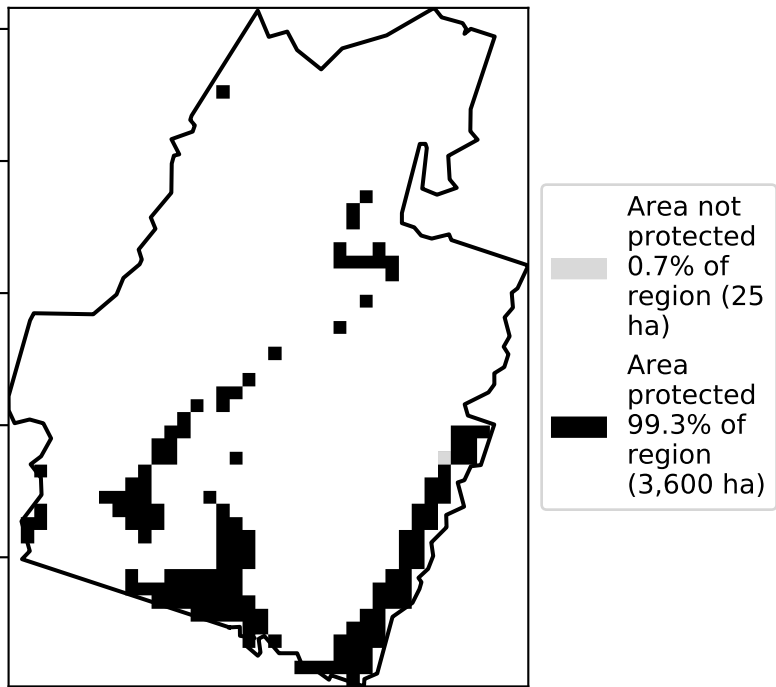 Area not
protected
0.7% of
region (25
ha)
Area
protected
99.3% of
region
(3,600 ha)